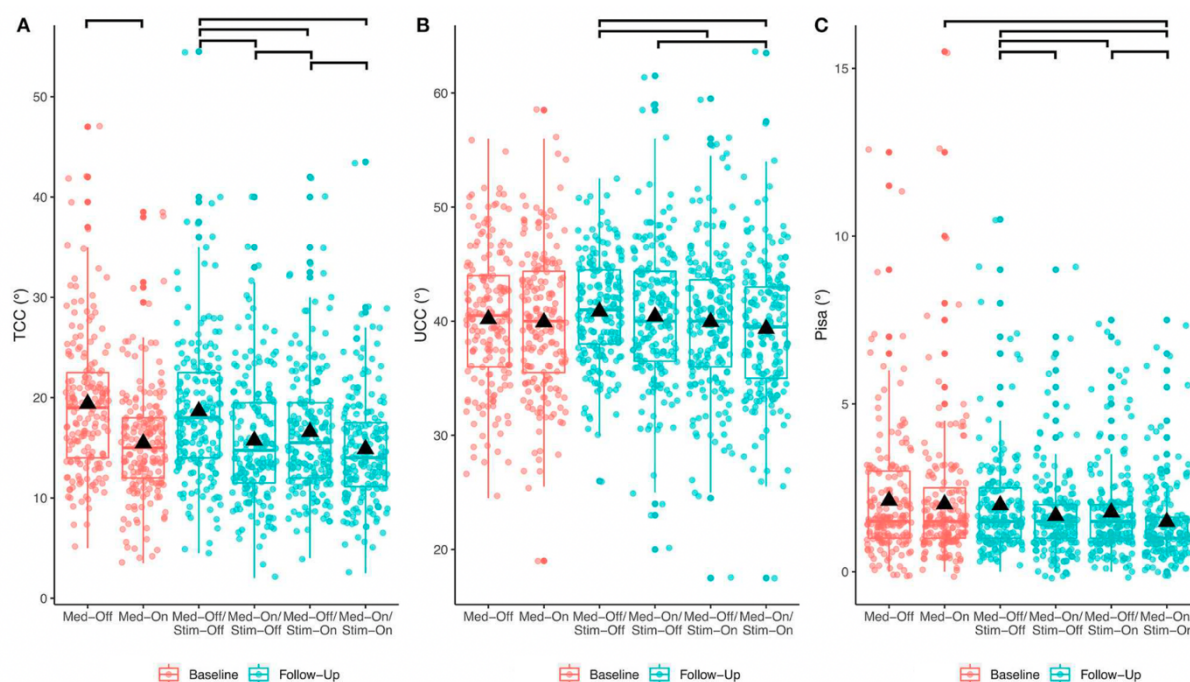 A
TCC (°)
50
40
30
20
10
0
Med−Off
Med−On
Med−Off/
Stim−Off
Med−On/
Stim−Off
Med−Off/
Stim−On
Med−On/
Stim−On
Baseline
Follow−Up
B
UCC (°)
60
50
40
30
20
Med−Off
Med−On
Med−Off/
Stim−Off
Med−On/
Stim−Off
Med−Off/
Stim−On
Med−On/
Stim−On
Baseline
Follow−Up
C
Pisa (°)
15
10
5
0
Med−Off
Med−On
Med−Off/
Stim−Off
Med−On/
Stim−Off
Med−Off/
Stim−On
Med−On/
Stim−On
Baseline
Follow−Up